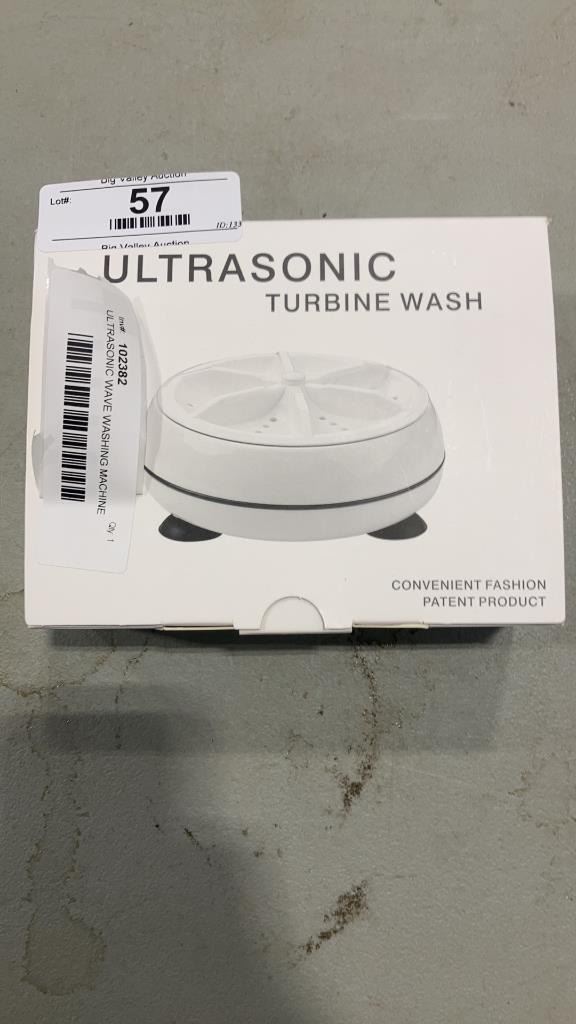 Big Valley Auction
Lot#:
57
ID:133
Big Valley Auction
ULTRASONIC
TURBINE WASH
Inv#: 102382
ULTRASONIC WAVE WASHING MACHINE
Qty 1
CONVENIENT FASHION
PATENT PRODUCT